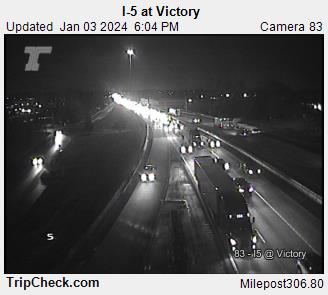 I-5 at Victory
Updated  Jan 03 2024  6:04 PM
Camera 83
T
S
83 - I5 @ Victory
TripCheck.com
Milepost306.80